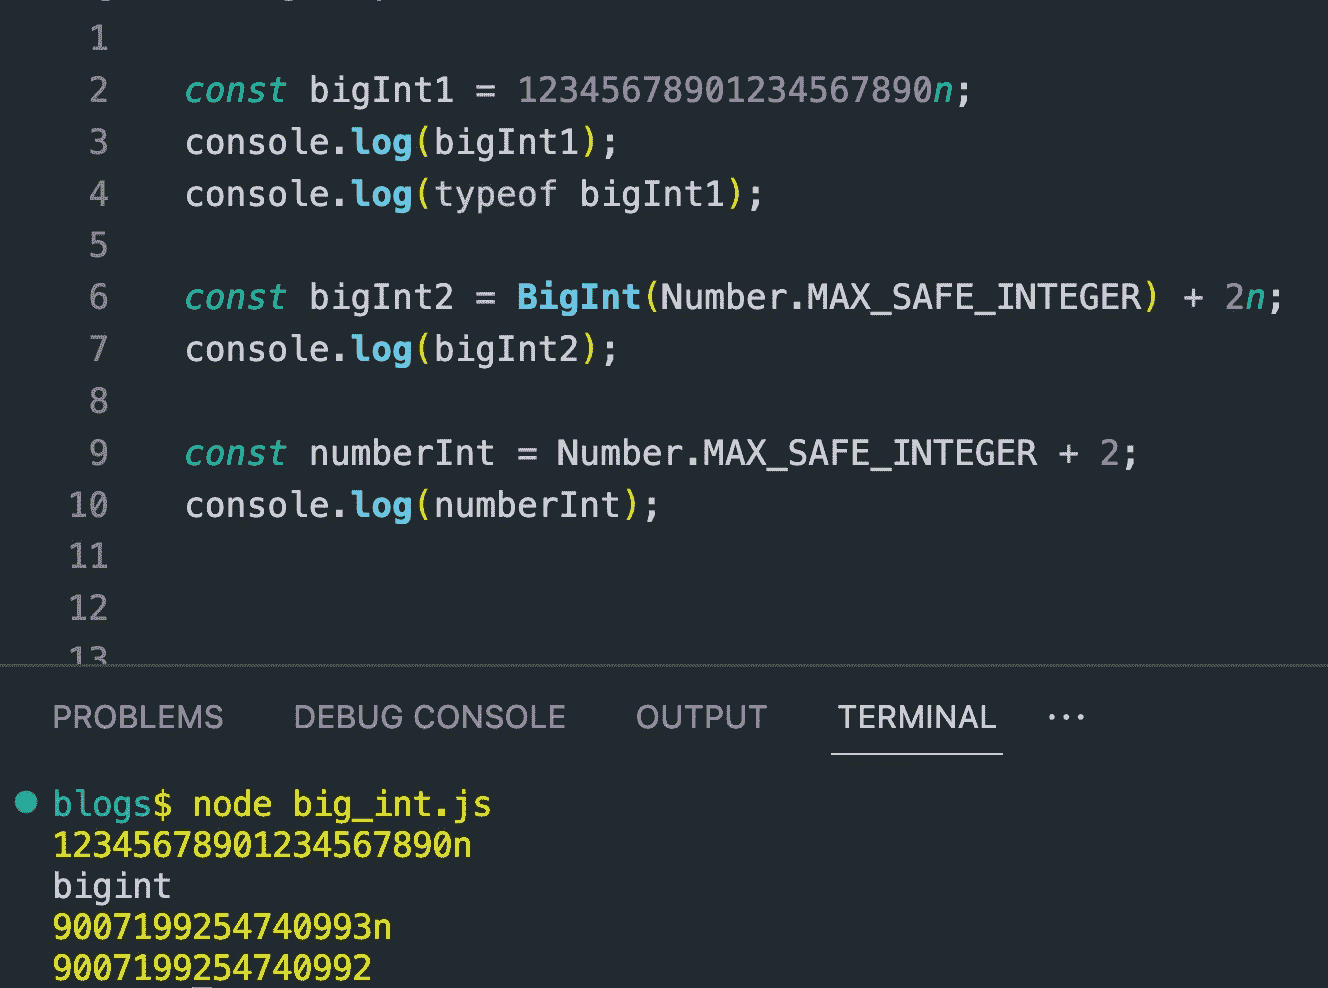 1
2 const bigInt1 = 12345678901234567890n;
3 console.log(bigInt1);
4 console.log(typeof bigInt1);
5
6 const bigInt2 = BigInt(Number.MAX_SAFE_INTEGER) + 2n;
7 console.log(bigInt2);
8
9 const numberInt = Number.MAX_SAFE_INTEGER + 2;
10 console.log(numberInt);
11
12
13
PROBLEMS DEBUG CONSOLE OUTPUT TERMINAL ...
blogs$ node big_int.js
12345678901234567890n
bigint
9007199254740993n
9007199254740992